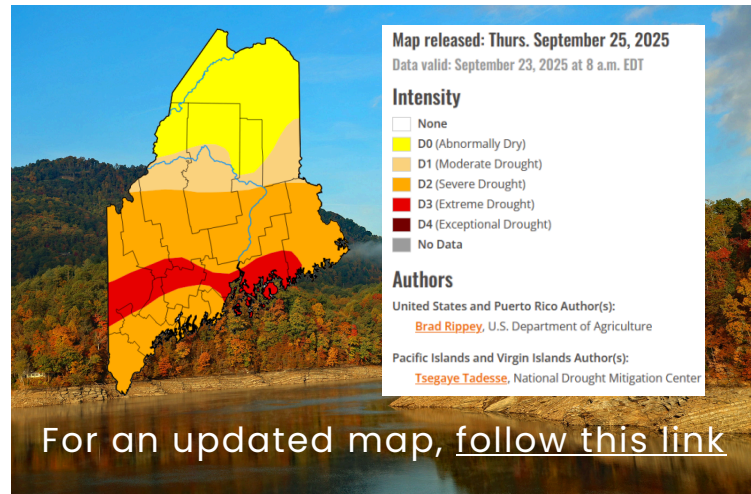 Map released: Thurs. September 25, 2025
Data valid: September 23, 2025 at 8 a.m. EDT
Intensity
None
D0 (Abnormally Dry)
D1 (Moderate Drought)
D2 (Severe Drought)
D3 (Extreme Drought)
D4 (Exceptional Drought)
No Data
Authors
United States and Puerto Rico Author(s):
Brad Rippey, U.S. Department of Agriculture
Pacific Islands and Virgin Islands Author(s):
Tsegaye Tadesse, National Drought Mitigation Center
For an updated map, follow this link